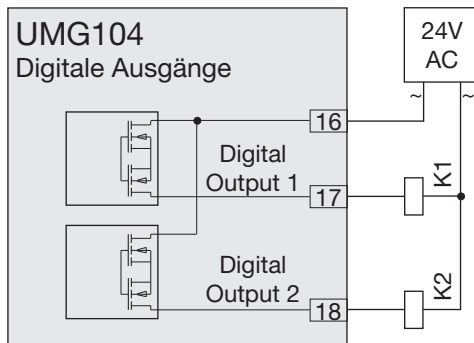 UMG104
Digitale Ausgänge
24V
AC
~ ~
16
Digital
Output 1
17
K1
Digital
Output 2
18
K2